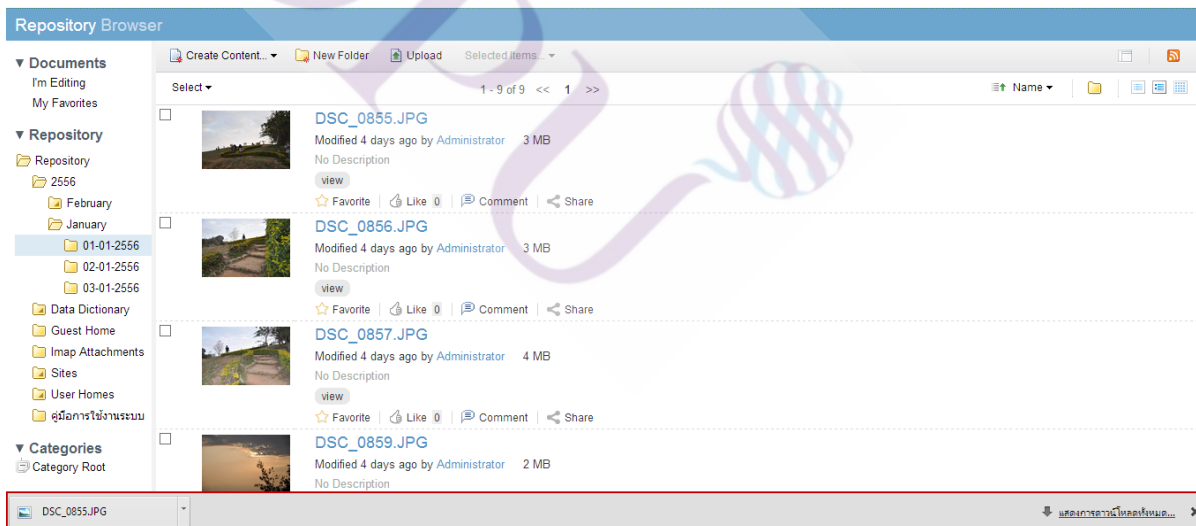 Repository Browser
Documents
I'm Editing
My Favorites
Repository
Repository
2556
February
January
01-01-2556
02-01-2556
03-01-2556
Data Dictionary
Guest Home
Imap Attachments
Sites
User Homes
คู่มือการใช้งานระบบ
Categories
Category Root
Create Content... New Folder Upload Selected Items...
Select 1 - 9 of 9 << 1 >> Name
DSC_0855.JPG
Modified 4 days ago by Administrator 3 MB
No Description
view
Favorite Like 0 Comment Share
DSC_0856.JPG
Modified 4 days ago by Administrator 3 MB
No Description
view
Favorite Like 0 Comment Share
DSC_0857.JPG
Modified 4 days ago by Administrator 4 MB
No Description
view
Favorite Like 0 Comment Share
DSC_0859.JPG
Modified 4 days ago by Administrator 2 MB
No Description
DSC_0855.JPG แสดงการดาวน์โหลดทั้งหมด...